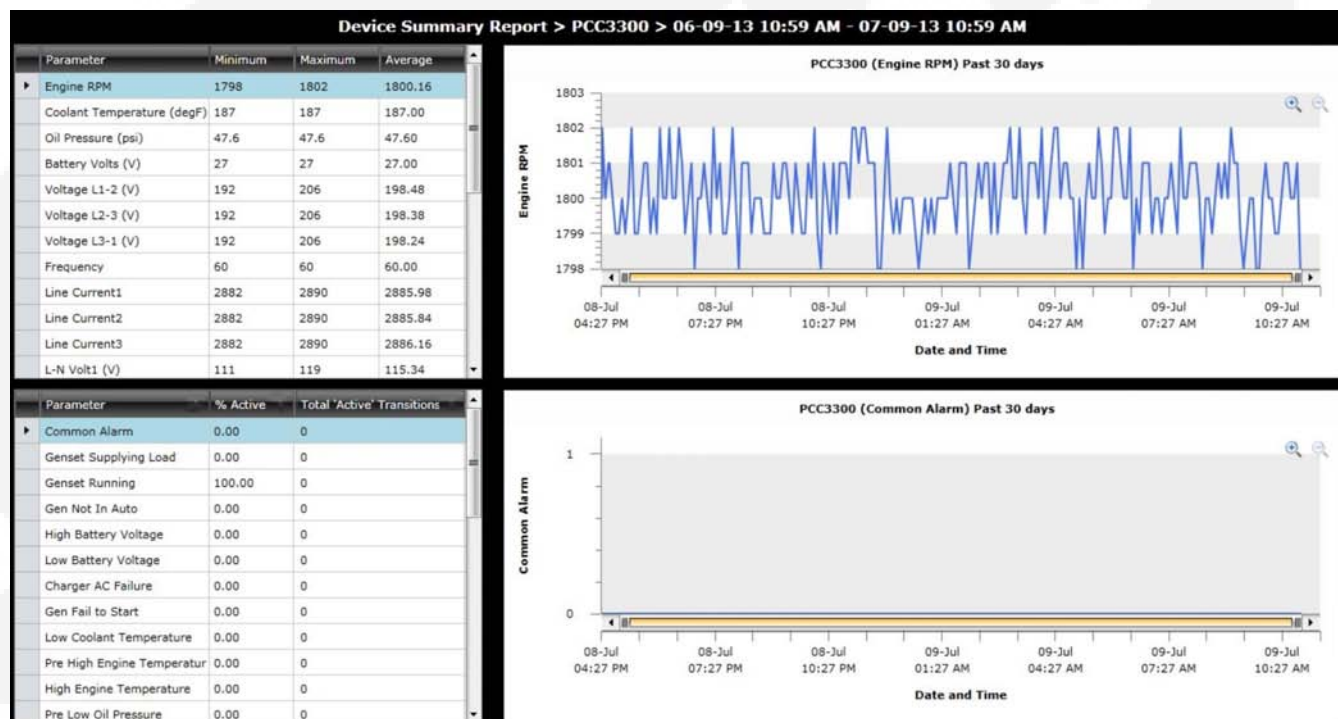 Device Summary Report > PCC3300 > 06-09-13 10:59 AM - 07-09-13 10:59 AM
Parameter Minimum Maximum Average
Engine RPM 1798 1802 1800.16
Coolant Temperature (degF) 187 187 187.00
Oil Pressure (psi) 47.6 47.6 47.60
Battery Volts (V) 27 27 27.00
Voltage L1-2 (V) 192 206 198.48
Voltage L2-3 (V) 192 206 198.38
Voltage L3-1 (V) 192 206 198.24
Frequency 60 60 60.00
Line Current1 2882 2890 2885.98
Line Current2 2882 2890 2885.84
Line Current3 2882 2890 2886.16
L-N Volt1 (V) 111 119 115.34
PCC3300 (Engine RPM) Past 30 days
Engine RPM
1803
1802
1801
1800
1799
1798
08-Jul 08-Jul 08-Jul 09-Jul 09-Jul 09-Jul 09-Jul
04:27 PM 07:27 PM 10:27 PM 01:27 AM 04:27 AM 07:27 AM 10:27 AM
Date and Time
Parameter % Active Total 'Active' Transitions
Common Alarm 0.00 0
Genset Supplying Load 0.00 0
Genset Running 100.00 0
Gen Not In Auto 0.00 0
High Battery Voltage 0.00 0
Low Battery Voltage 0.00 0
Charger AC Failure 0.00 0
Gen Fail to Start 0.00 0
Low Coolant Temperature 0.00 0
Pre High Engine Temperatur 0.00 0
High Engine Temperature 0.00 0
Pre Low Oil Pressure 0.00 0
PCC3300 (Common Alarm) Past 30 days
Common Alarm
1
0
08-Jul 08-Jul 08-Jul 09-Jul 09-Jul 09-Jul 09-Jul
04:27 PM 07:27 PM 10:27 PM 01:27 AM 04:27 AM 07:27 AM 10:27 AM
Date and Time